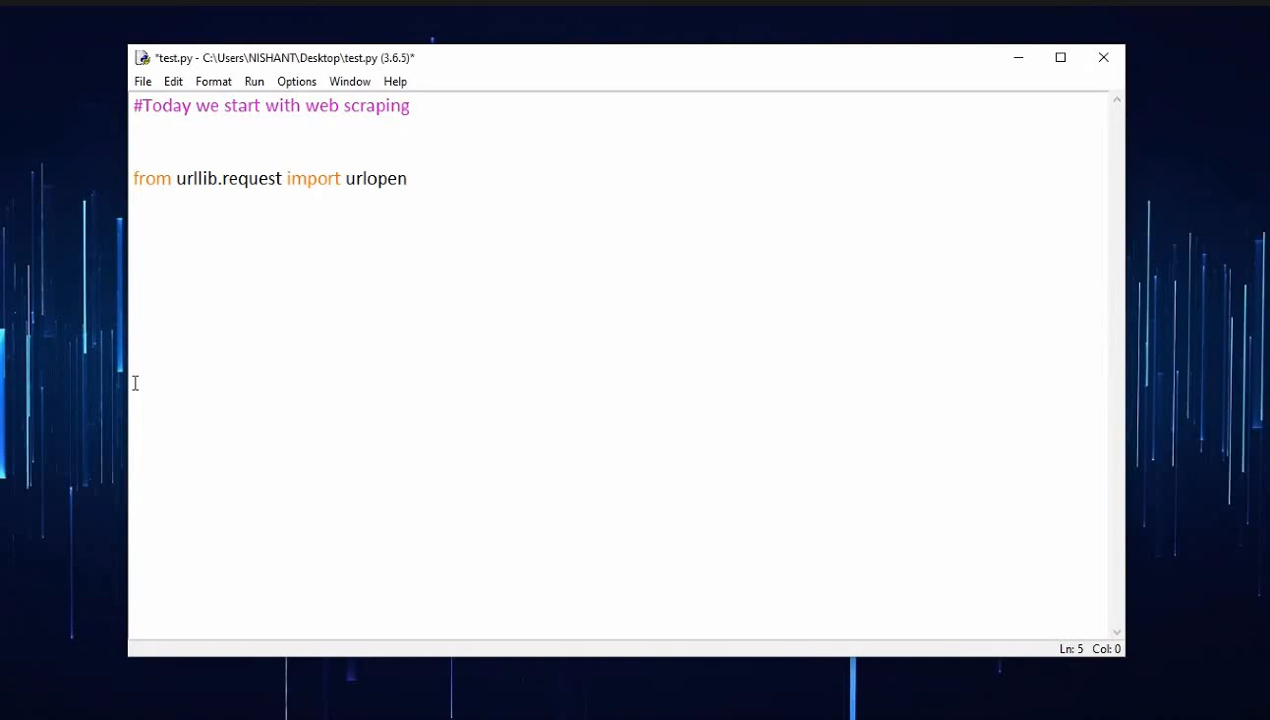 *test.py - C:\Users\NISHANT\Desktop\test.py (3.6.5)*
File Edit Format Run Options Window Help
#Today we start with web scraping
from urllib.request import urlopen
Ln: 5 Col: 0